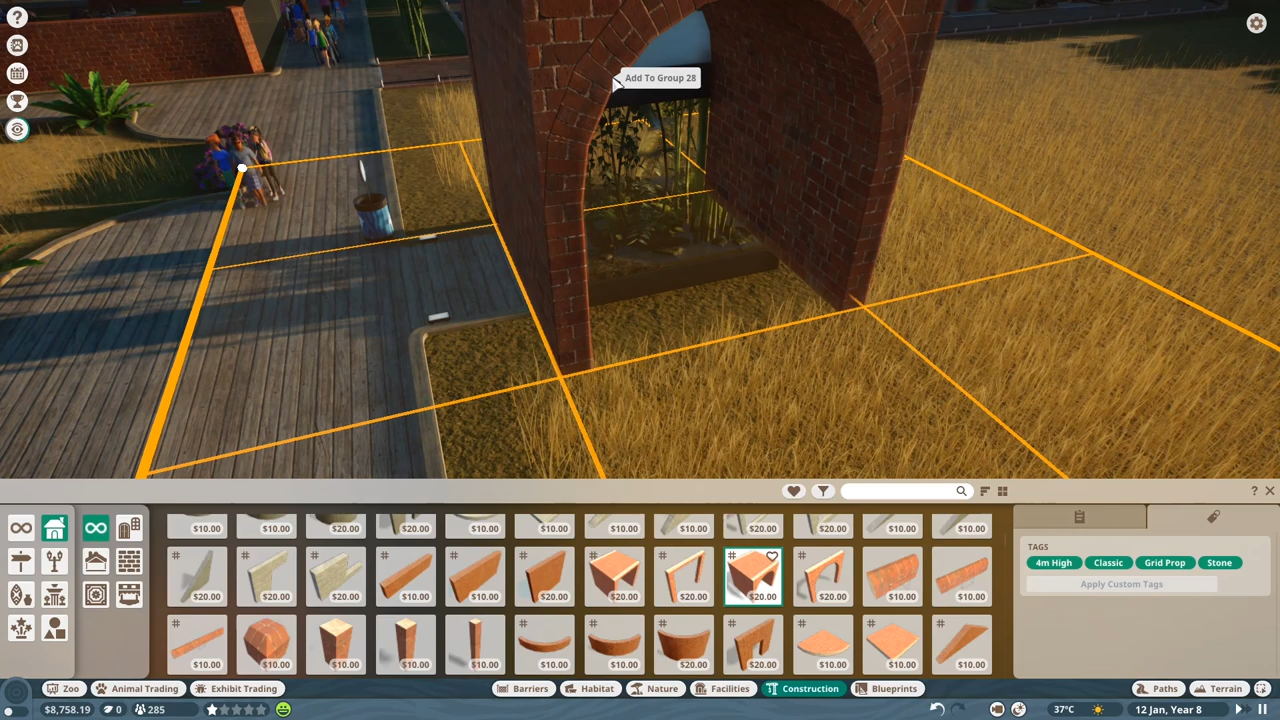 ?
Add To Group 28
? ×
$10.00 $10.00 $20.00 $20.00 $10.00 $10.00 $10.00 $20.00 $20.00 $10.00 $10.00 $10.00
# $20.00 # $20.00 # $20.00 # $10.00 # $10.00 # $20.00 # $20.00 # $20.00 # $20.00 # $20.00 $10.00 $10.00
# $10.00 # $10.00 # $10.00 # $10.00 # $10.00 # $10.00 # $10.00 # $20.00 # $20.00 # $10.00 # $10.00 # $10.00
TAGS
4m High Classic Grid Prop Stone
Apply Custom Tags
Zoo Animal Trading Exhibit Trading Barriers Habitat Nature Facilities Construction Blueprints Paths Terrain
$8,758.19 0 285 37°C 12 Jan, Year 8